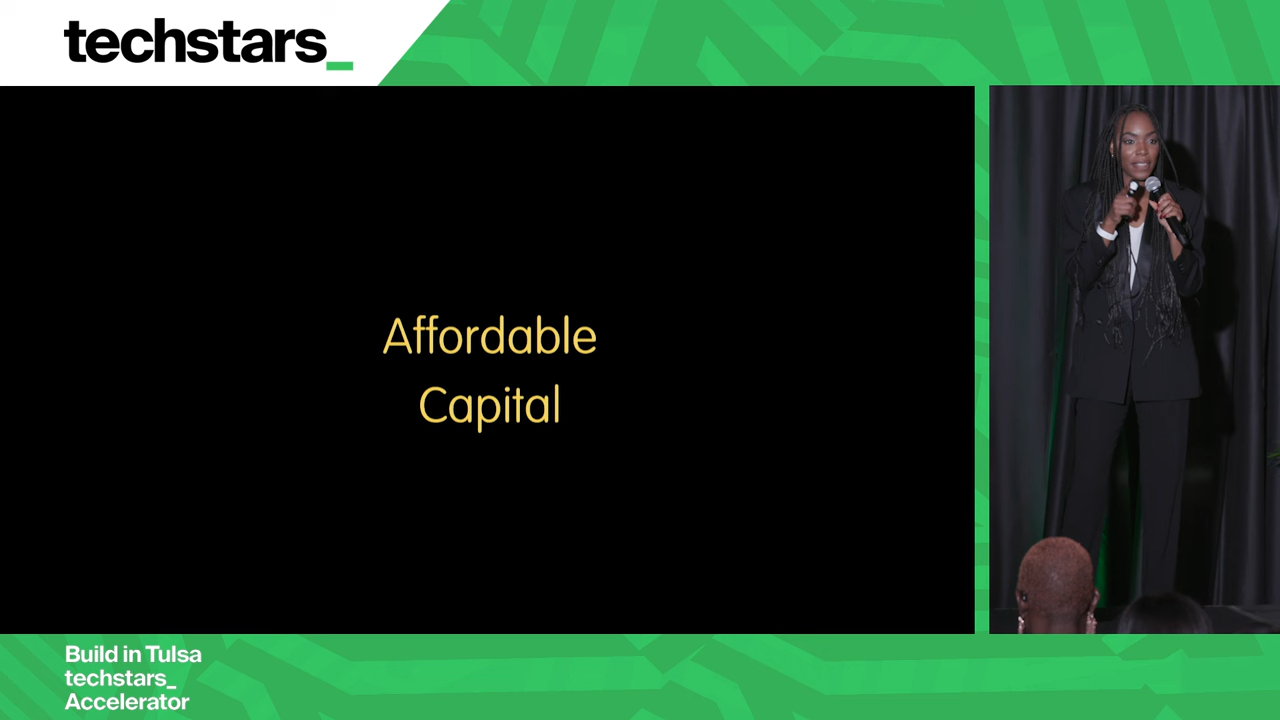 techstars_
Affordable
Capital
Build in Tulsa
techstars_
Accelerator